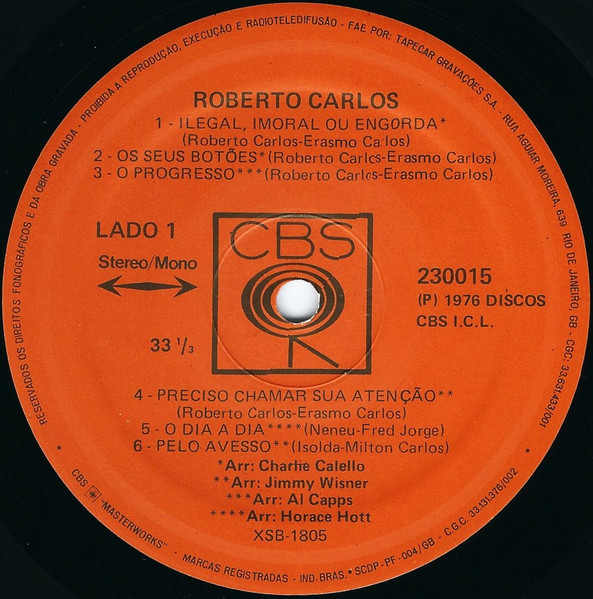 RESERVADOS OS DIREITOS FONOGRÁFICOS E DA OBRA GRAVADA - PROIBIDA A REPRODUÇÃO, EXECUÇÃO E RADIOTELEDIFUSÃO - FAE POR: TAPECAR GRAVAÇÕES S.A. - RUA AGUIAR MOREIRA, 639 RIO DE JANEIRO, GB - CGC: 33.631.433/001
ROBERTO CARLOS
1 - ILEGAL, IMORAL OU ENGORDA*
(Roberto Carlos-Erasmo Carlos)
2 - OS SEUS BOTÕES* (Roberto Carlos-Erasmo Carlos)
3 - O PROGRESSO*** (Roberto Carlos-Erasmo Carlos)
LADO 1
Stereo/Mono
33 1/3
CBS
230015
(P) 1976 DISCOS
CBS I.C.L.
4 - PRECISO CHAMAR SUA ATENÇÃO**
(Roberto Carlos-Erasmo Carlos)
5 - O DIA A DIA**** (Neneu-Fred Jorge)
6 - PELO AVESSO** (Isolda-Milton Carlos)
*Arr: Charlie Calello
**Arr: Jimmy Wisner
***Arr: Al Capps
****Arr: Horace Hott
XSB-1805
CBS "MASTERWORKS" - MARCAS REGISTRADAS - IND. BRAS.* SCDP-PF-004/GB - C.G.C. 33.131.376/002